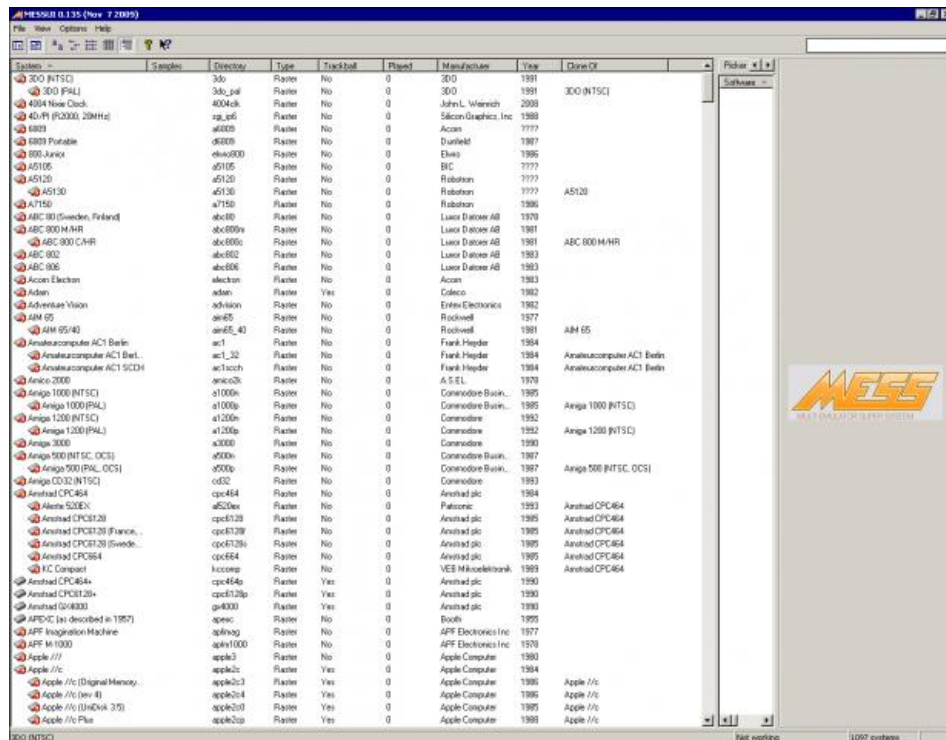 MESSUI 0.135 (Nov 7 2009)
File View Options Help
System Samples Directory Type Trackball Played Manufacturer Year Clone Of Picker
Software
3DO (NTSC) 3do Raster No 0 3DO 1991
3DO (PAL) 3do_pal Raster No 0 3DO 1991 3DO (NTSC)
4004 Nixie Clock 4004clk Raster No 0 John L. Weinrich 2008
4D/PI (R2000, 20MHz) sgi_ip6 Raster No 0 Silicon Graphics, Inc 1988
6809 a6809 Raster No 0 Acorn ????
6809 Portable d6809 Raster No 0 Dunfield 198?
800 Junior elwro800 Raster No 0 Elwro 1986
A5105 a5105 Raster No 0 BIC ????
A5120 a5120 Raster No 0 Robotron ????
A5130 a5130 Raster No 0 Robotron ???? A5120
A7150 a7150 Raster No 0 Robotron 1986
ABC 80 (Sweden, Finland) abc80 Raster No 0 Luxor Datorer AB 1978
ABC 800 M/HR abc800m Raster No 0 Luxor Datorer AB 1981
ABC 800 C/HR abc800c Raster No 0 Luxor Datorer AB 1981 ABC 800 M/HR
ABC 802 abc802 Raster No 0 Luxor Datorer AB 1983
ABC 806 abc806 Raster No 0 Luxor Datorer AB 1983
Acorn Electron electron Raster No 0 Acorn 1983
Adam adam Raster Yes 0 Coleco 1982
Adventure Vision advision Raster No 0 Entex Electronics 1982
AIM 65 aim65 Raster No 0 Rockwell 1977
AIM 65/40 aim65_40 Raster No 0 Rockwell 1981 AIM 65
Amateurcomputer AC1 Berlin ac1 Raster No 0 Frank Heyder 1984
Amateurcomputer AC1 Berl... ac1_32 Raster No 0 Frank Heyder 1984 Amateurcomputer AC1 Berlin
Amateurcomputer AC1 SCCH ac1scch Raster No 0 Frank Heyder 1984 Amateurcomputer AC1 Berlin
Amico 2000 amico2k Raster No 0 A.S.E.L. 1978
Amiga 1000 (NTSC) a1000n Raster No 0 Commodore Busin... 1985
Amiga 1000 (PAL) a1000p Raster No 0 Commodore Busin... 1985 Amiga 1000 (NTSC)
Amiga 1200 (NTSC) a1200n Raster No 0 Commodore 1992
Amiga 1200 (PAL) a1200p Raster No 0 Commodore 1992 Amiga 1200 (NTSC)
Amiga 3000 a3000 Raster No 0 Commodore 1990
Amiga 500 (NTSC, OCS) a500n Raster No 0 Commodore Busin... 1987
Amiga 500 (PAL, OCS) a500p Raster No 0 Commodore Busin... 1987 Amiga 500 (NTSC, OCS)
Amiga CD32 (NTSC) cd32 Raster No 0 Commodore 1993
Amstrad CPC464 cpc464 Raster No 0 Amstrad plc 1984
Aleste 520EX al520ex Raster No 0 Patisonic 1993 Amstrad CPC464
Amstrad CPC6128 cpc6128 Raster No 0 Amstrad plc 1985 Amstrad CPC464
Amstrad CPC6128 (France, ... cpc6128f Raster No 0 Amstrad plc 1985 Amstrad CPC464
Amstrad CPC6128 (Swede... cpc6128s Raster No 0 Amstrad plc 1985 Amstrad CPC464
Amstrad CPC664 cpc664 Raster No 0 Amstrad plc 1985 Amstrad CPC464
KC Compact kccomp Raster No 0 VEB Mikroelektronik 1989 Amstrad CPC464
Amstrad CPC464+ cpc464p Raster Yes 0 Amstrad plc 1990
Amstrad CPC6128+ cpc6128p Raster Yes 0 Amstrad plc 1990
Amstrad GX4000 gx4000 Raster Yes 0 Amstrad plc 1990
APEXC (as described in 1957) apexc Raster No 0 Booth 1955
APF Imagination Machine apfimag Raster No 0 APF Electronics Inc 1977
APF M-1000 apfm1000 Raster No 0 APF Electronics Inc 1978
Apple /// apple3 Raster No 0 Apple Computer 1980
Apple //c apple2c Raster Yes 0 Apple Computer 1984
Apple //c (Original Memory... apple2c3 Raster Yes 0 Apple Computer 1986 Apple //c
Apple //c (rev 4) apple2c4 Raster Yes 0 Apple Computer 1986 Apple //c
Apple //c (UniDisk 3.5) apple2c0 Raster Yes 0 Apple Computer 1985 Apple //c
Apple //c Plus apple2cp Raster Yes 0 Apple Computer 1988 Apple //c
MESS
MULTI EMULATOR SUPER SYSTEM
3DO (NTSC) Not working 1097 systems